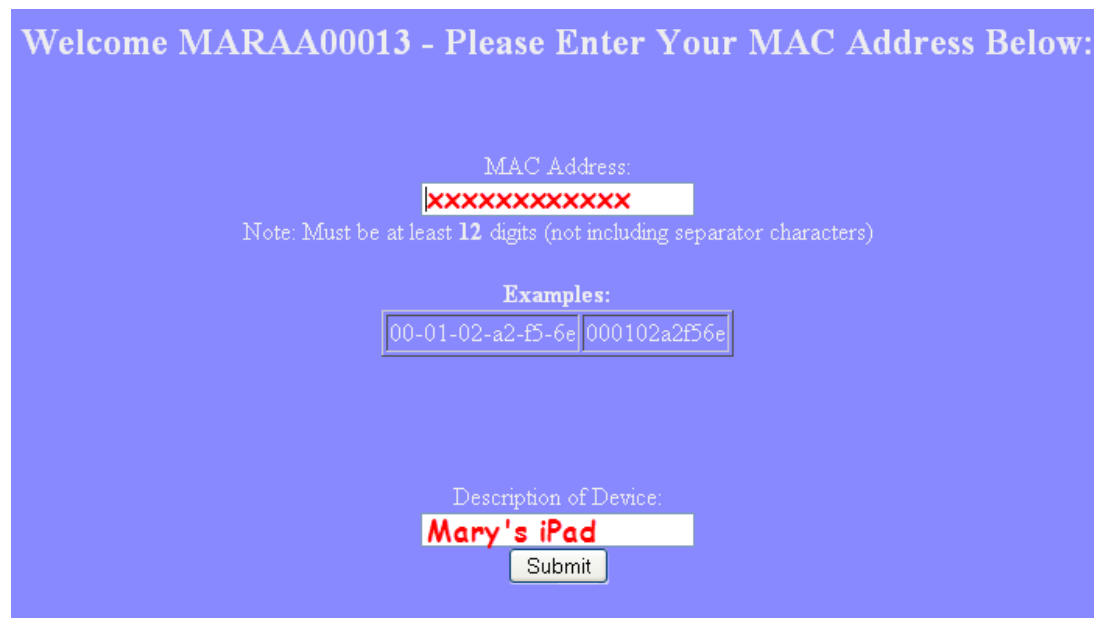 Welcome MARAA00013 - Please Enter Your MAC Address Below:
MAC Address:
xxxxxxxxxxxx
Note: Must be at least 12 digits (not including separator characters)
Examples:
00-01-02-a2-f5-6e 000102a2f56e
Description of Device:
Mary's iPad
Submit